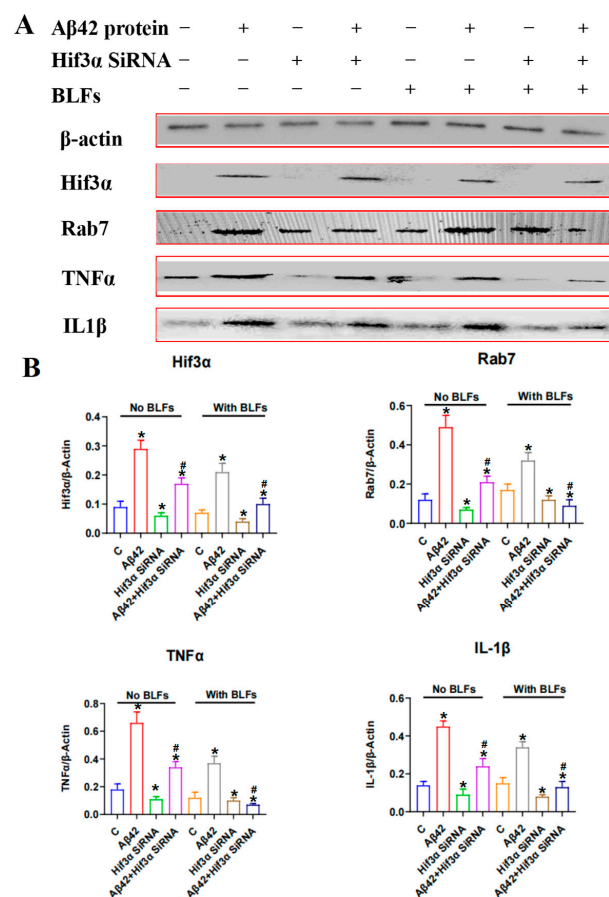 A
Aβ42 protein − + − + − + − +
Hif3α SiRNA − − + + − − + +
BLFs − − − − + + + +
β-actin
Hif3α
Rab7
TNFα
IL1β
B
Hif3α
No BLFs With BLFs
Hif3α/β-Actin
0.4
0.3
0.2
0.1
0.0
* * # * * * # *
C Aβ42 Hif3α SiRNA Aβ42+Hif3α SiRNA C Aβ42 Hif3α SiRNA Aβ42+Hif3α SiRNA
Rab7
No BLFs With BLFs
Rab7/β-Actin
0.6
0.4
0.2
0.0
* * # * * * # *
C Aβ42 Hif3α SiRNA Aβ42+Hif3α SiRNA C Aβ42 Hif3α SiRNA Aβ42+Hif3α SiRNA
TNFα
No BLFs With BLFs
TNFα/β-Actin
0.8
0.6
0.4
0.2
0.0
* * # * * * # *
C Aβ42 Hif3α SiRNA Aβ42+Hif3α SiRNA C Aβ42 Hif3α SiRNA Aβ42+Hif3α SiRNA
IL-1β
No BLFs With BLFs
IL-1β/β-Actin
0.6
0.4
0.2
0.0
* * # * * * # *
C Aβ42 Hif3α SiRNA Aβ42+Hif3α SiRNA C Aβ42 Hif3α SiRNA Aβ42+Hif3α SiRNA